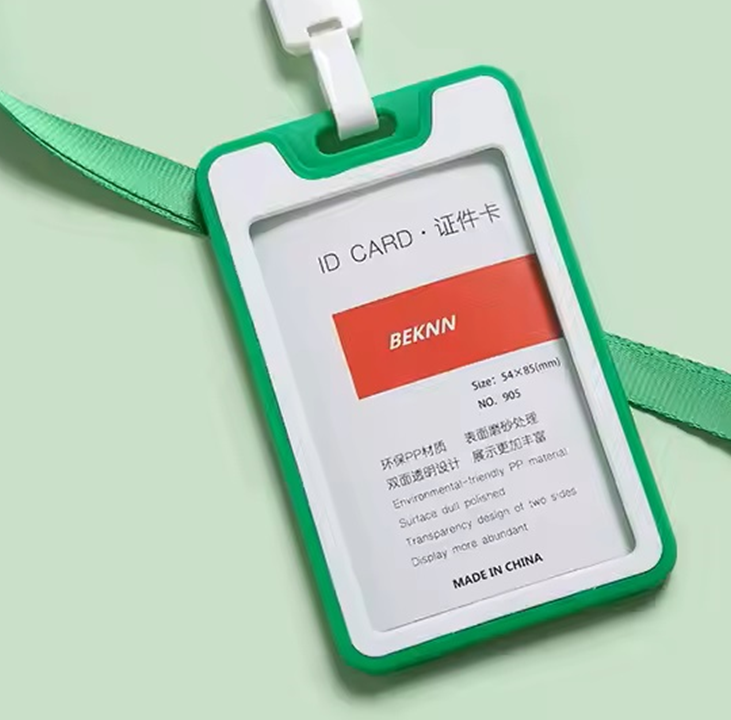 ID CARD · 证件卡
BEKNN
Size: 54×85(mm)
NO. 905
环保PP材质 表面磨砂处理
双面透明设计 展示更加丰富
Environmental-friendly PP material
Surface dull polished
Transparency design of two sides
Display more abundant
MADE IN CHINA